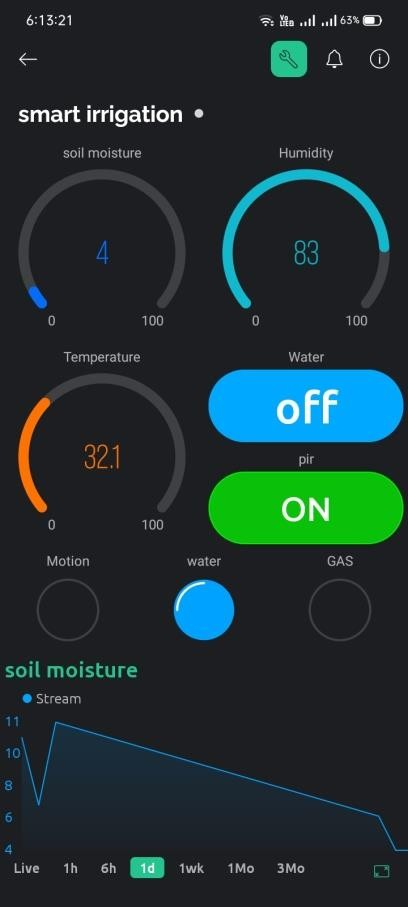 6:13:21 Vo LTE 63%
smart irrigation
soil moisture Humidity
4 83
0 100 0 100
Temperature Water
off
pir
32.1
ON
0 100
Motion water GAS
soil moisture
Stream
11
10
8
6
4
Live 1h 6h 1d 1wk 1Mo 3Mo